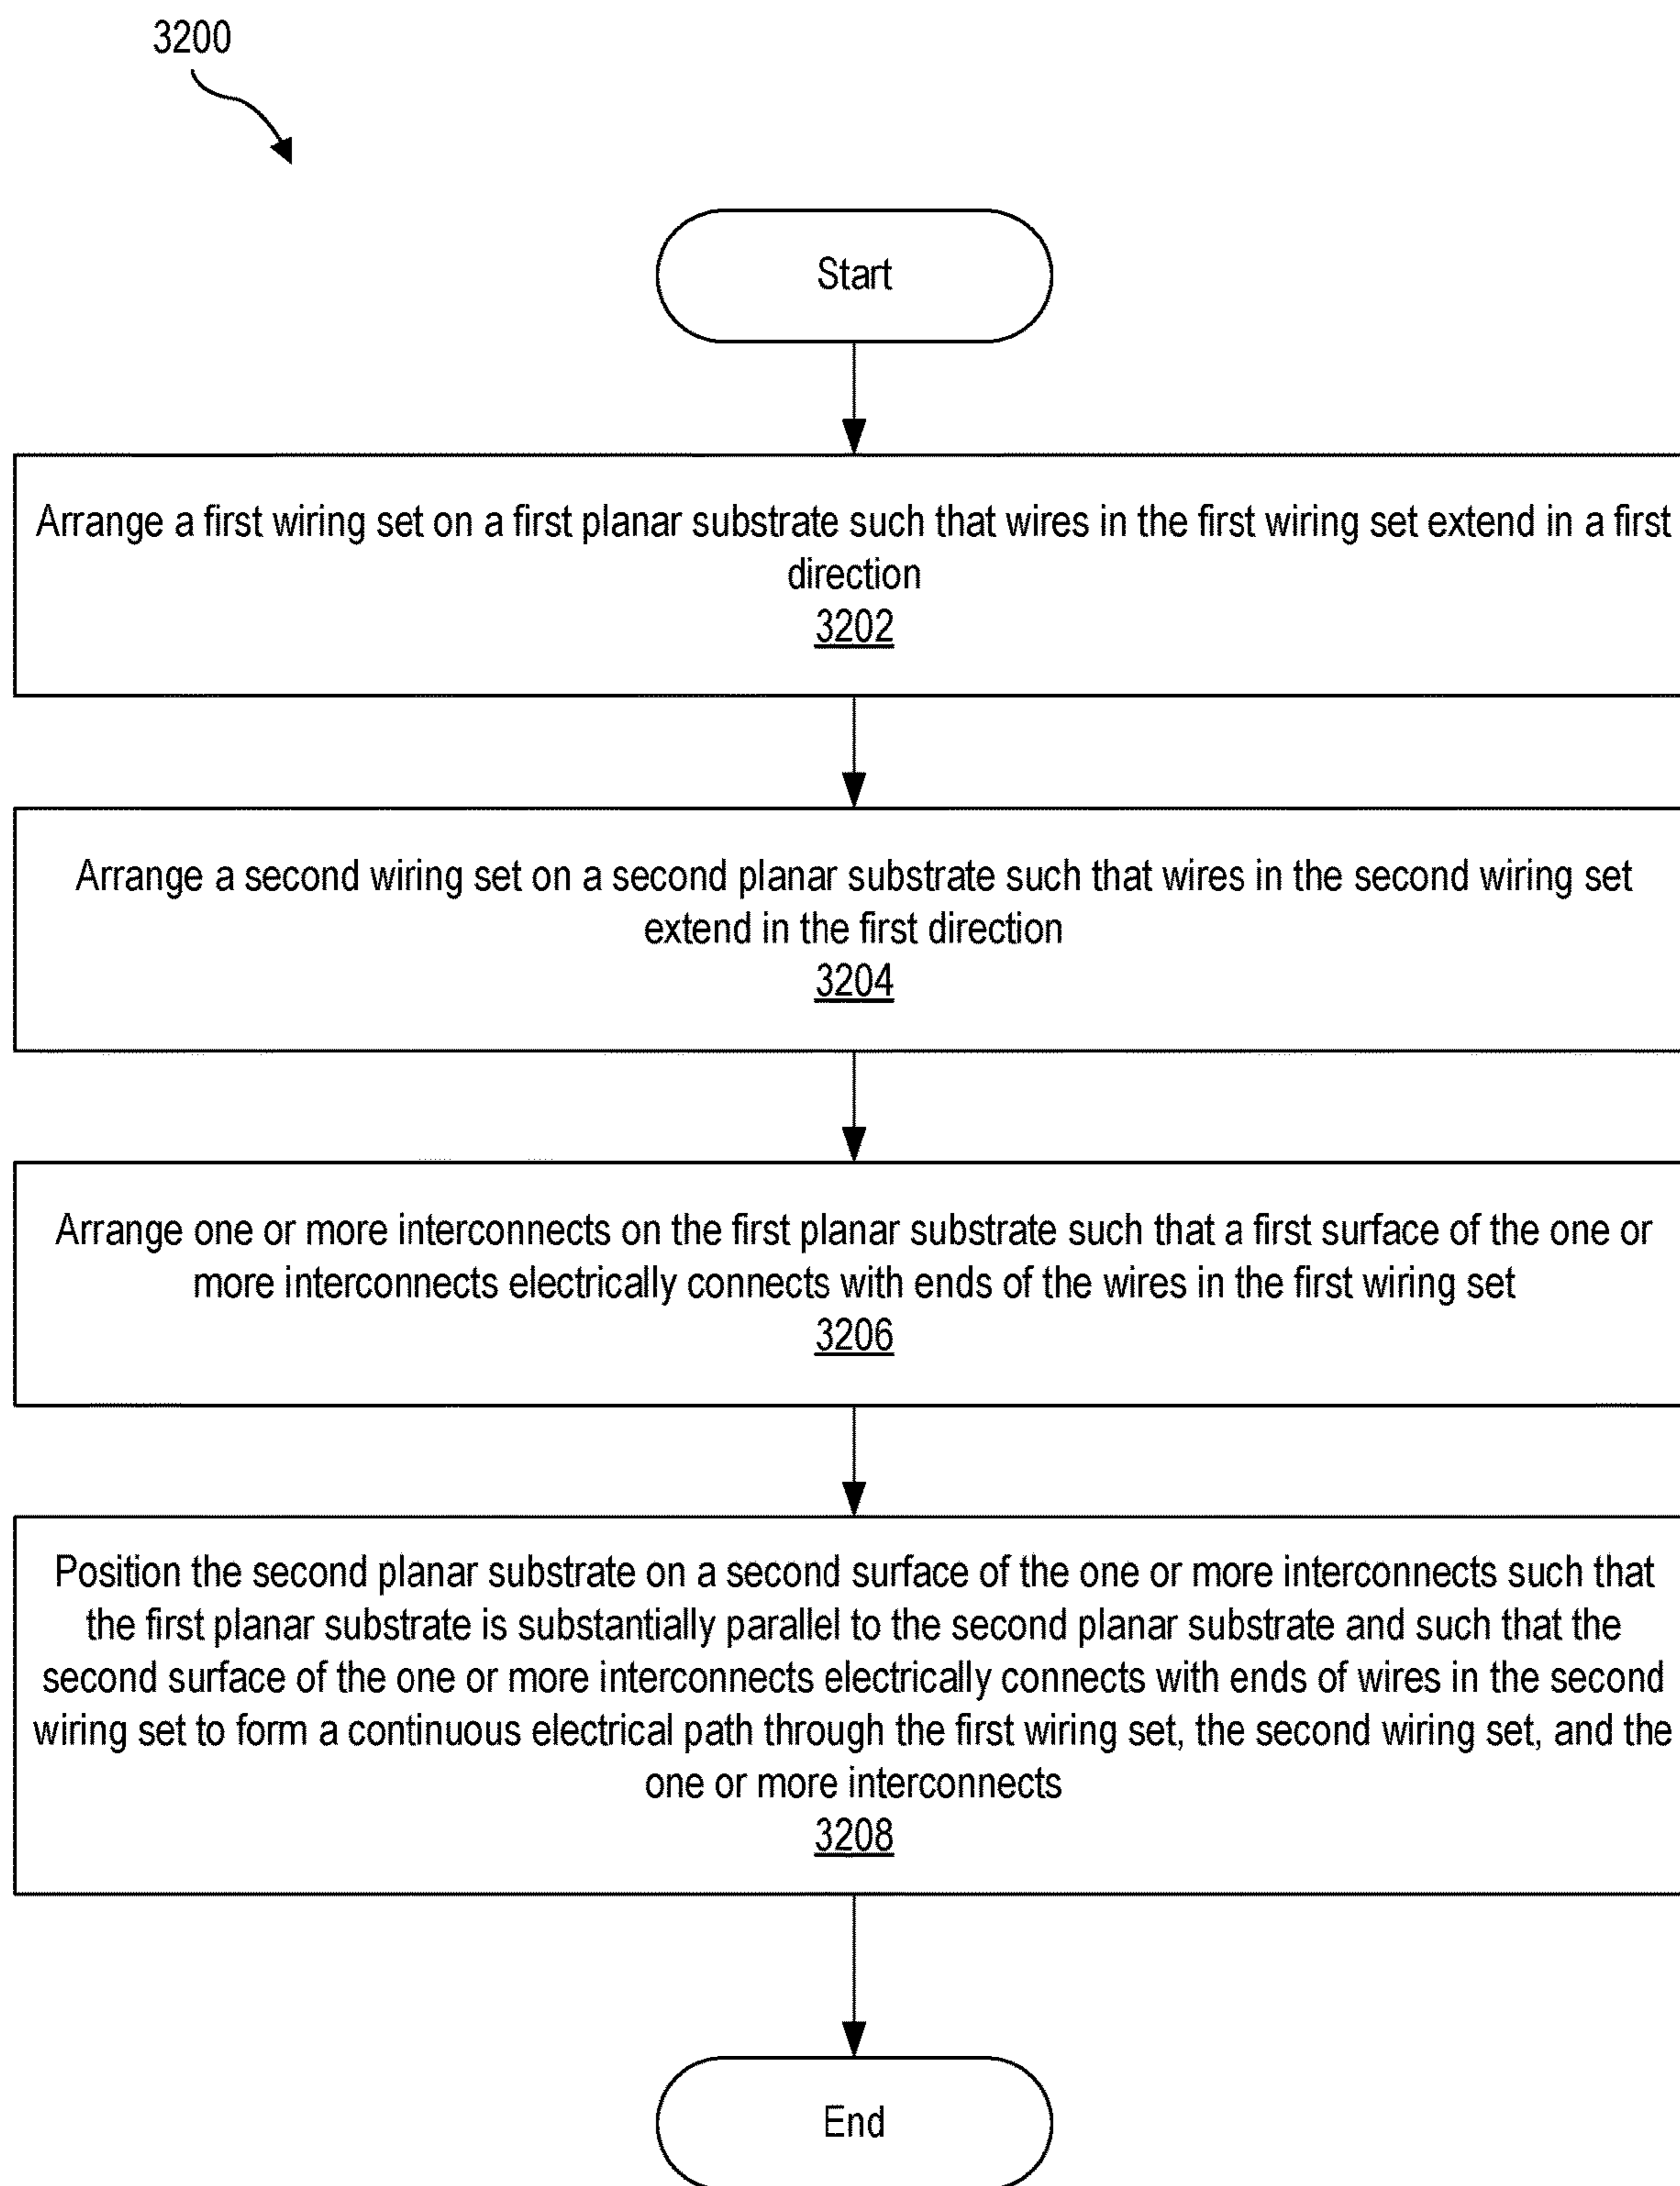 3200
Start
Arrange a first wiring set on a first planar substrate such that wires in the first wiring set extend in a first
direction
3202
Arrange a second wiring set on a second planar substrate such that wires in the second wiring set
extend in the first direction
3204
Arrange one or more interconnects on the first planar substrate such that a first surface of the one or
more interconnects electrically connects with ends of the wires in the first wiring set
3206
Position the second planar substrate on a second surface of the one or more interconnects such that
the first planar substrate is substantially parallel to the second planar substrate and such that the
second surface of the one or more interconnects electrically connects with ends of wires in the second
wiring set to form a continuous electrical path through the first wiring set, the second wiring set, and the
one or more interconnects
3208
End